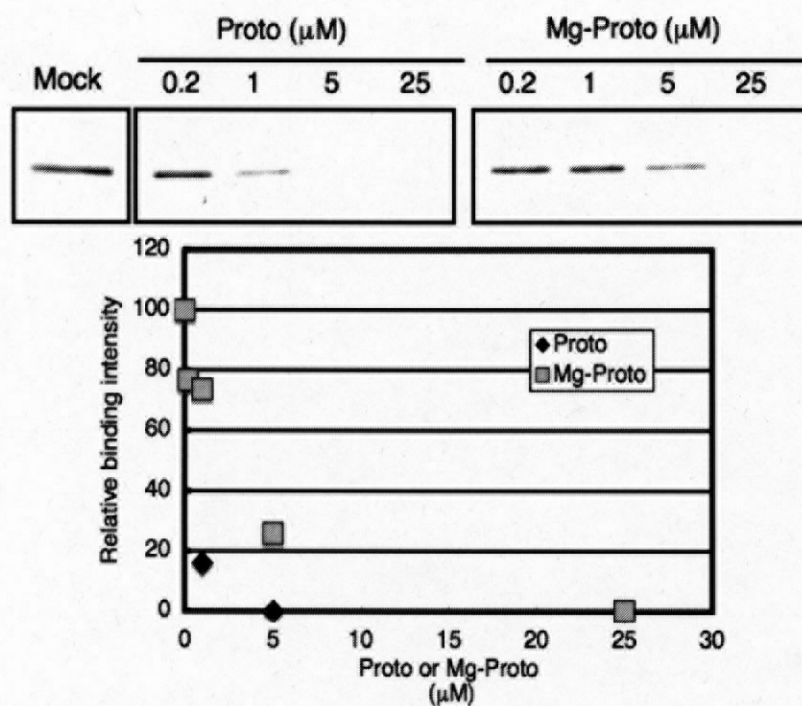 Proto (μM) Mg-Proto (μM)
Mock 0.2 1 5 25 0.2 1 5 25
120
100
80
60
40
20
0
Relative binding intensity
Proto
Mg-Proto
0 5 10 15 20 25 30
Proto or Mg-Proto
(μM)